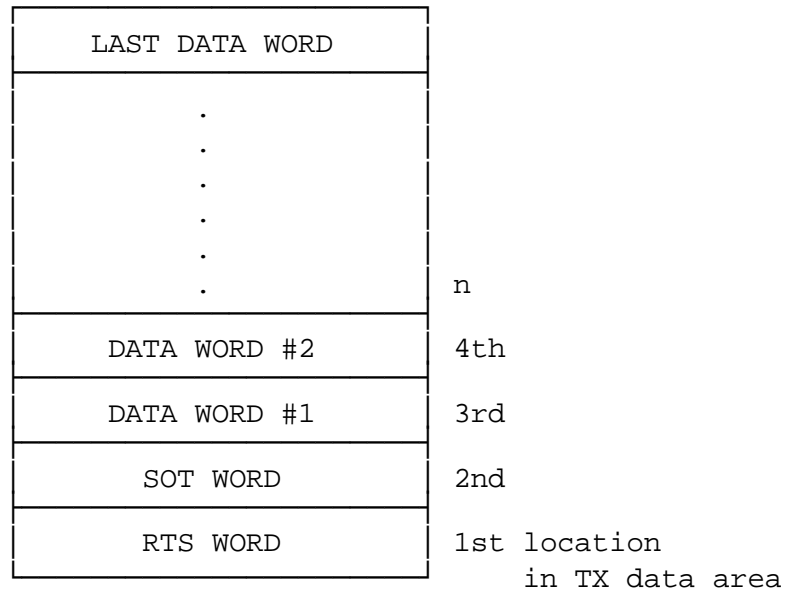 LAST DATA WORD
.
.
.
.
.
. n
DATA WORD #2 4th
DATA WORD #1 3rd
SOT WORD 2nd
RTS WORD 1st location
in TX data area